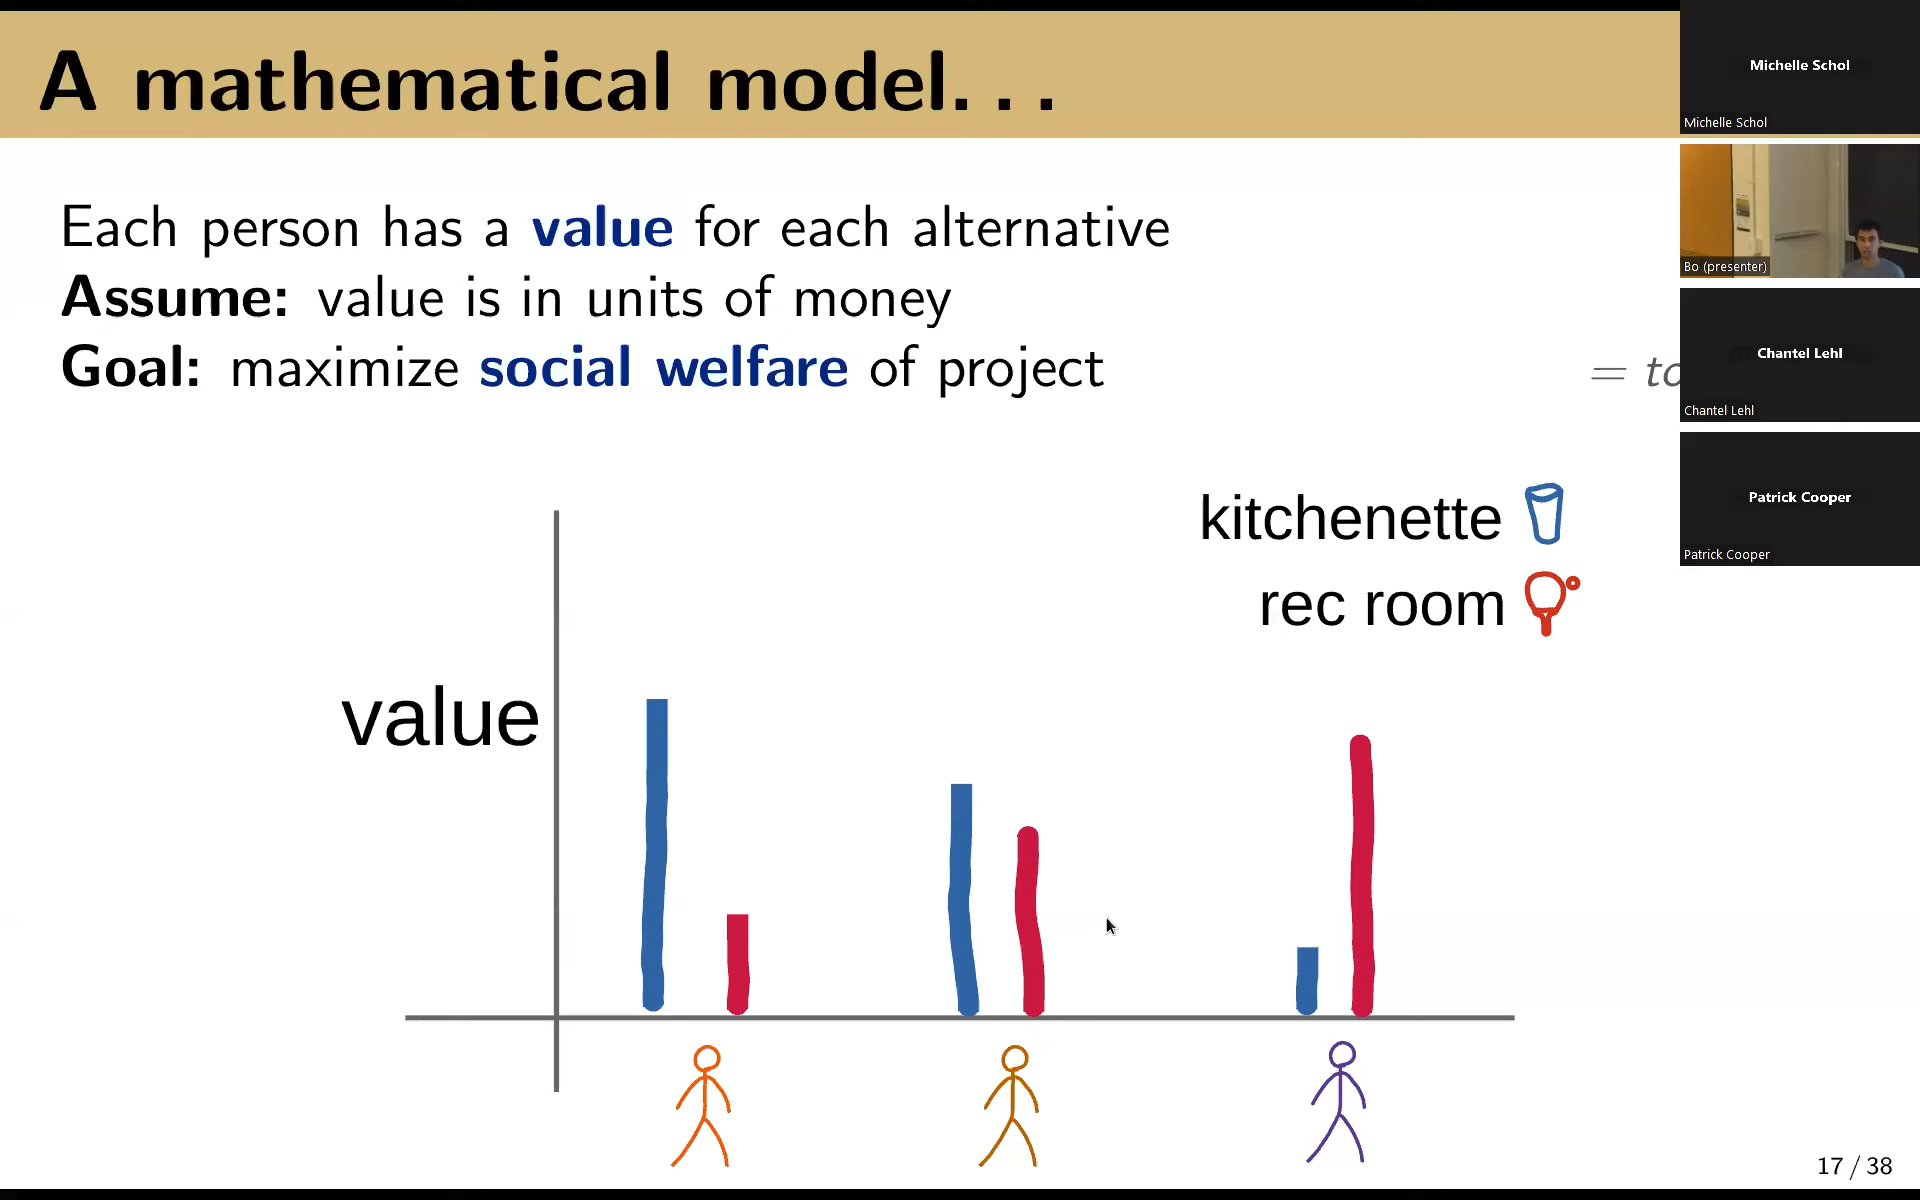 A mathematical model...
Each person has a value for each alternative
Assume: value is in units of money
Goal: maximize social welfare of project
=
kitchenette
rec room
value
17 / 38
Michelle Schol
Michelle Schol
Bo (presenter)
Chantel Lehl
Chantel Lehl
Patrick Cooper
Patrick Cooper